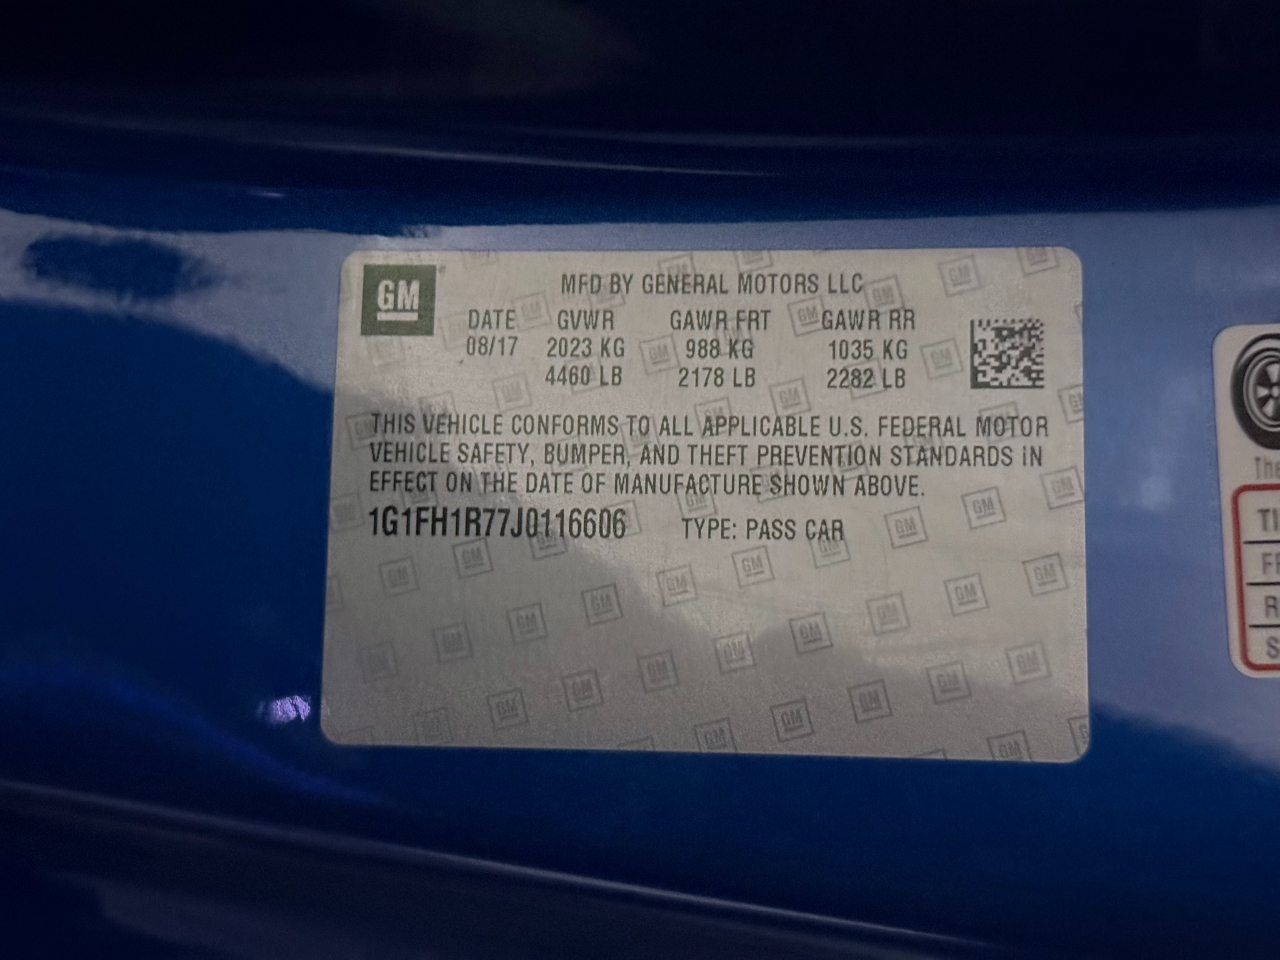 GM
MFD BY GENERAL MOTORS LLC
DATE GVWR GAWR FRT GAWR RR
08/17 2023 KG 988 KG 1035 KG
4460 LB 2178 LB 2282 LB
THIS VEHICLE CONFORMS TO ALL APPLICABLE U.S. FEDERAL MOTOR
VEHICLE SAFETY, BUMPER, AND THEFT PREVENTION STANDARDS IN
EFFECT ON THE DATE OF MANUFACTURE SHOWN ABOVE.
1G1FH1R77J0116606 TYPE: PASS CAR